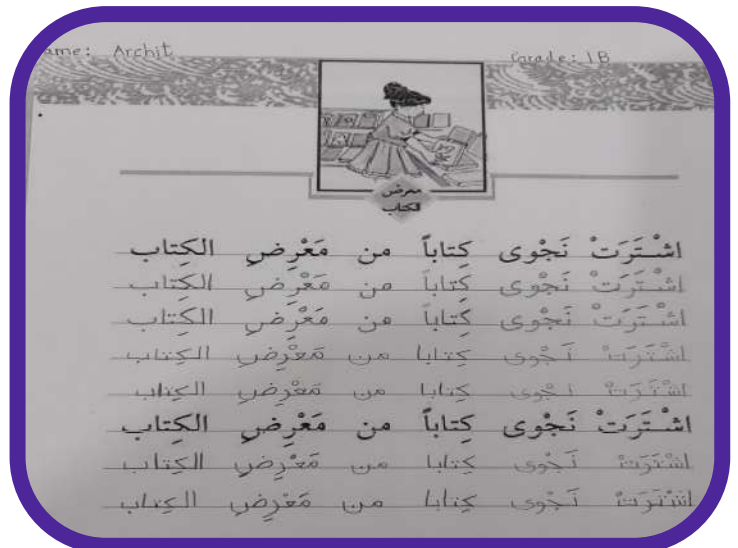 Name: Archit Grade: 1B
معرض
الكتاب
اشْتَرَتْ نَجْوى كِتاباً من مَعْرِضِ الكِتاب
اشْتَرَتْ نَجْوى كِتاباً من مَعْرِضِ الكِتاب
اشْتَرَتْ نَجْوى كِتاباً من مَعْرِضِ الكِتاب
اشْتَرَتْ نَجْوى كِتابا من مَعْرِضِ الكِتاب
اشْتَرَتْ نجوى كِتابا من مَعْرِضِ الكِتاب
اشْتَرَتْ نَجْوى كِتاباً من مَعْرِضِ الكِتاب
اشْتَرَتْ نَجْوى كِتابا من مَعْرِضِ الكِتاب
اشْتَرَتْ نَجْوى كِتابا من مَعْرِضِ الكِتاب